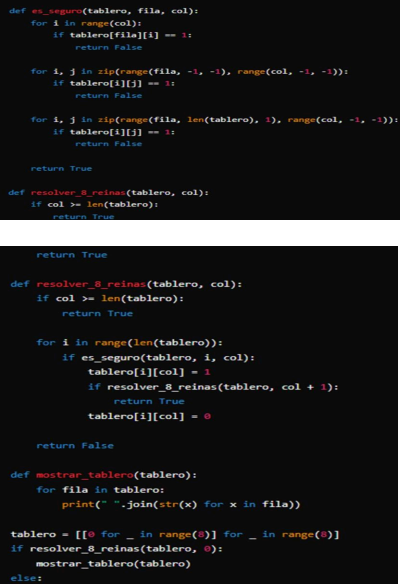 def es_seguro(tablero, fila, col):
    for i in range(col):
        if tablero[fila][i] == 1:
            return False
    for i, j in zip(range(fila, -1, -1), range(col, -1, -1)):
        if tablero[i][j] == 1:
            return False
    for i, j in zip(range(fila, len(tablero), 1), range(col, -1, -1)):
        if tablero[i][j] == 1:
            return False
    return True
def resolver_8_reinas(tablero, col):
    if col >= len(tablero):
        return True
    return True
def resolver_8_reinas(tablero, col):
    if col >= len(tablero):
        return True
    for i in range(len(tablero)):
        if es_seguro(tablero, i, col):
            tablero[i][col] = 1
            if resolver_8_reinas(tablero, col + 1):
                return True
            tablero[i][col] = 0
    return False
def mostrar_tablero(tablero):
    for fila in tablero:
        print(" ".join(str(x) for x in fila))
tablero = [[0 for _ in range(8)] for _ in range(8)]
if resolver_8_reinas(tablero, 0):
    mostrar_tablero(tablero)
else: